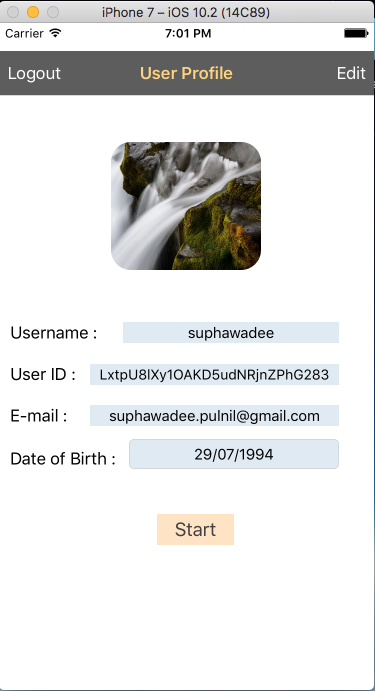 iPhone 7 – iOS 10.2 (14C89)
Carrier 7:01 PM
Logout User Profile Edit
Username : suphawadee
User ID : LxtpU8lXy1OAKD5udNRjnZPhG283
E-mail : suphawadee.pulnil@gmail.com
Date of Birth : 29/07/1994
Start